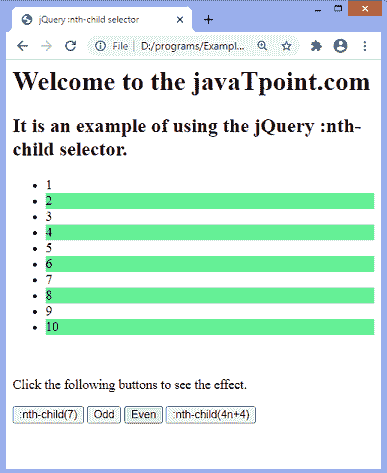 jQuery :nth-child selector
File | D:/programs/Exampl...
Welcome to the javaTpoint.com
It is an example of using the jQuery :nth-
child selector.
1
2
3
4
5
6
7
8
9
10
Click the following buttons to see the effect.
:nth-child(7) Odd Even :nth-child(4n+4)